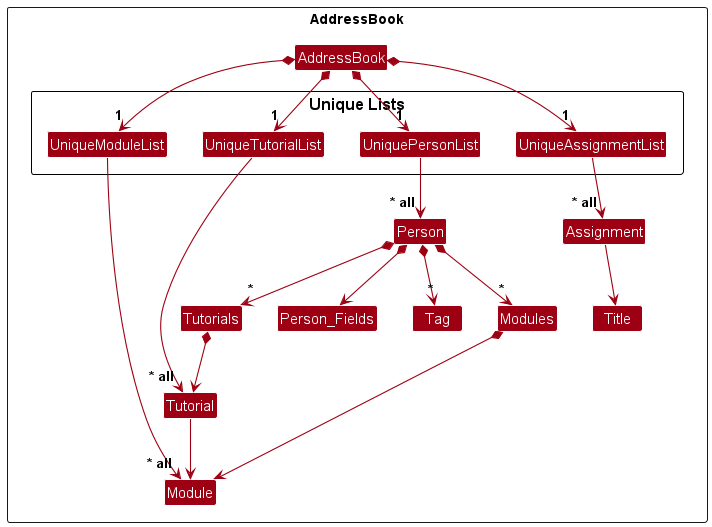 AddressBook
AddressBook
Unique Lists
1
1
1
1
UniqueModuleList
UniqueTutorialList
UniquePersonList
UniqueAssignmentList
* all
* all
Person
Assignment
*
*
*
Tutorials
Person_Fields
Tag
Modules
Title
* all
Tutorial
* all
Module